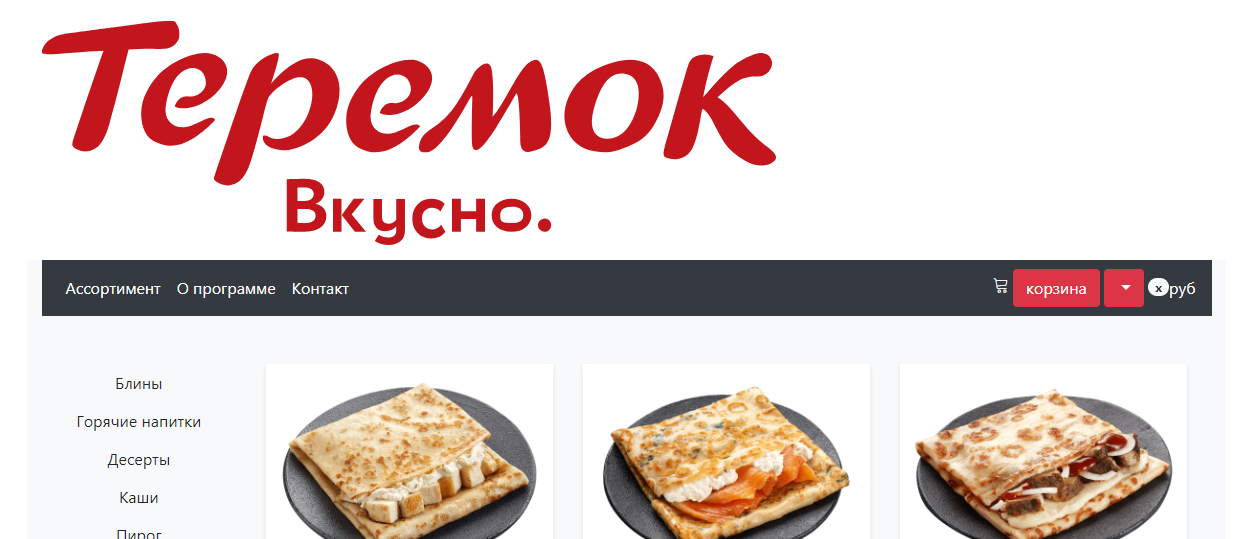 Теремок
Вкусно.
Ассортимент О программе Контакт корзина x руб
Блины
Горячие напитки
Десерты
Каши
Пирог